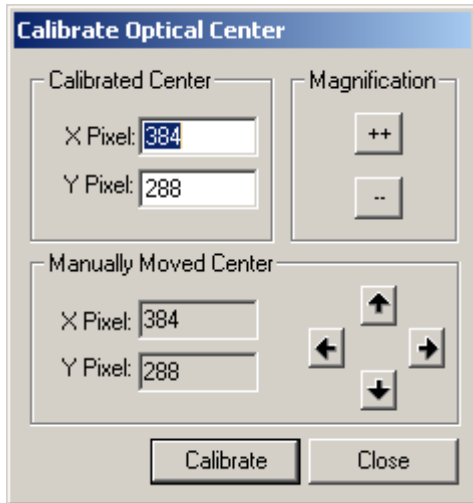 Calibrate Optical Center
Calibrated Center
Magnification
X Pixel: 384
++
Y Pixel: 288
--
Manually Moved Center
X Pixel: 384
Y Pixel: 288
Calibrate
Close